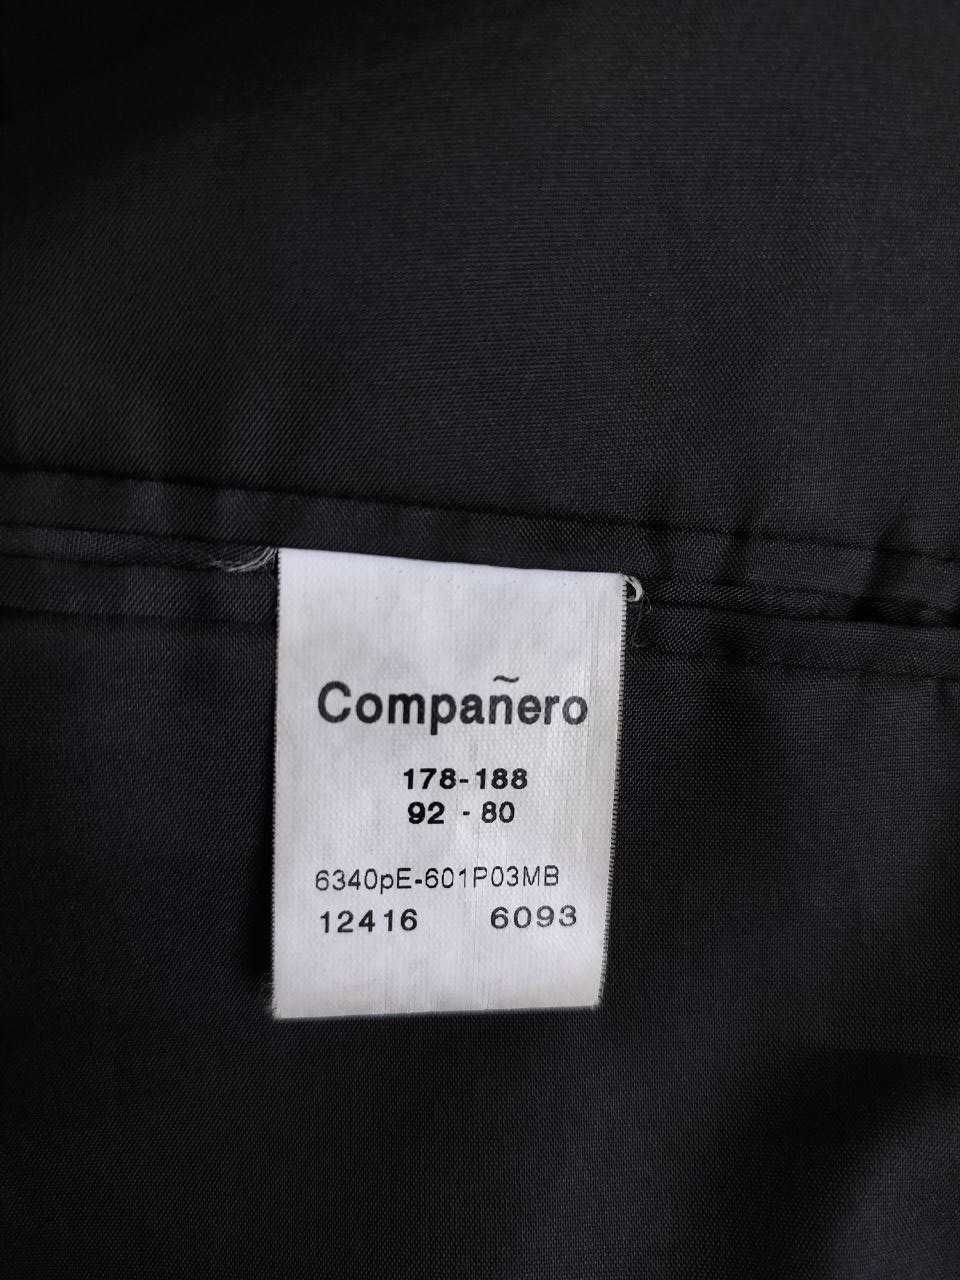 Compañero
178-188
92 - 80
6340pE-601P03MB
12416 6093